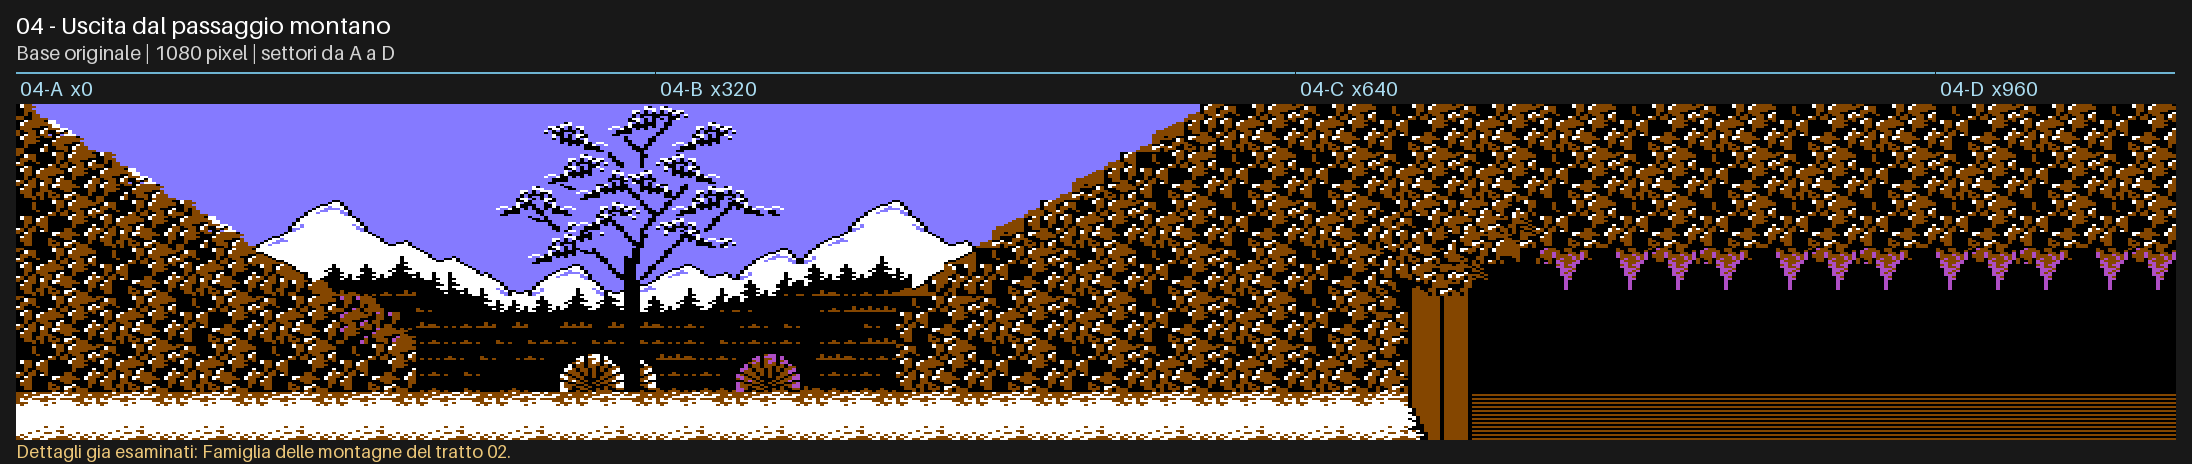 04 - Uscita dal passaggio montano
Base originale | 1080 pixel | settori da A a D
04-A x0 04-B x320 04-C x640 04-D x960
Dettagli gia esaminati: Famiglia delle montagne del tratto 02.